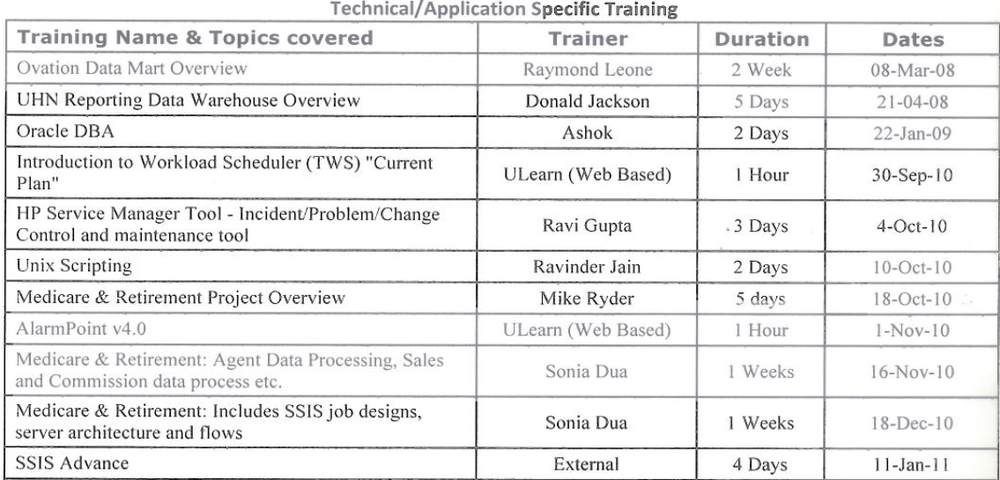 Technical/Application Specific Training
Training Name & Topics covered Trainer Duration Dates
Ovation Data Mart Overview Raymond Leone 2 Week 08-Mar-08
UHN Reporting Data Warehouse Overview Donald Jackson 5 Days 21-04-08
Oracle DBA Ashok 2 Days 22-Jan-09
Introduction to Workload Scheduler (TWS) "Current
Plan" ULearn (Web Based) 1 Hour 30-Sep-10
HP Service Manager Tool - Incident/Problem/Change
Control and maintenance tool Ravi Gupta 3 Days 4-Oct-10
Unix Scripting Ravinder Jain 2 Days 10-Oct-10
Medicare & Retirement Project Overview Mike Ryder 5 days 18-Oct-10
AlarmPoint v4.0 ULearn (Web Based) 1 Hour 1-Nov-10
Medicare & Retirement: Agent Data Processing, Sales
and Commission data process etc. Sonia Dua 1 Weeks 16-Nov-10
Medicare & Retirement: Includes SSIS job designs,
server architecture and flows Sonia Dua 1 Weeks 18-Dec-10
SSIS Advance External 4 Days 11-Jan-11